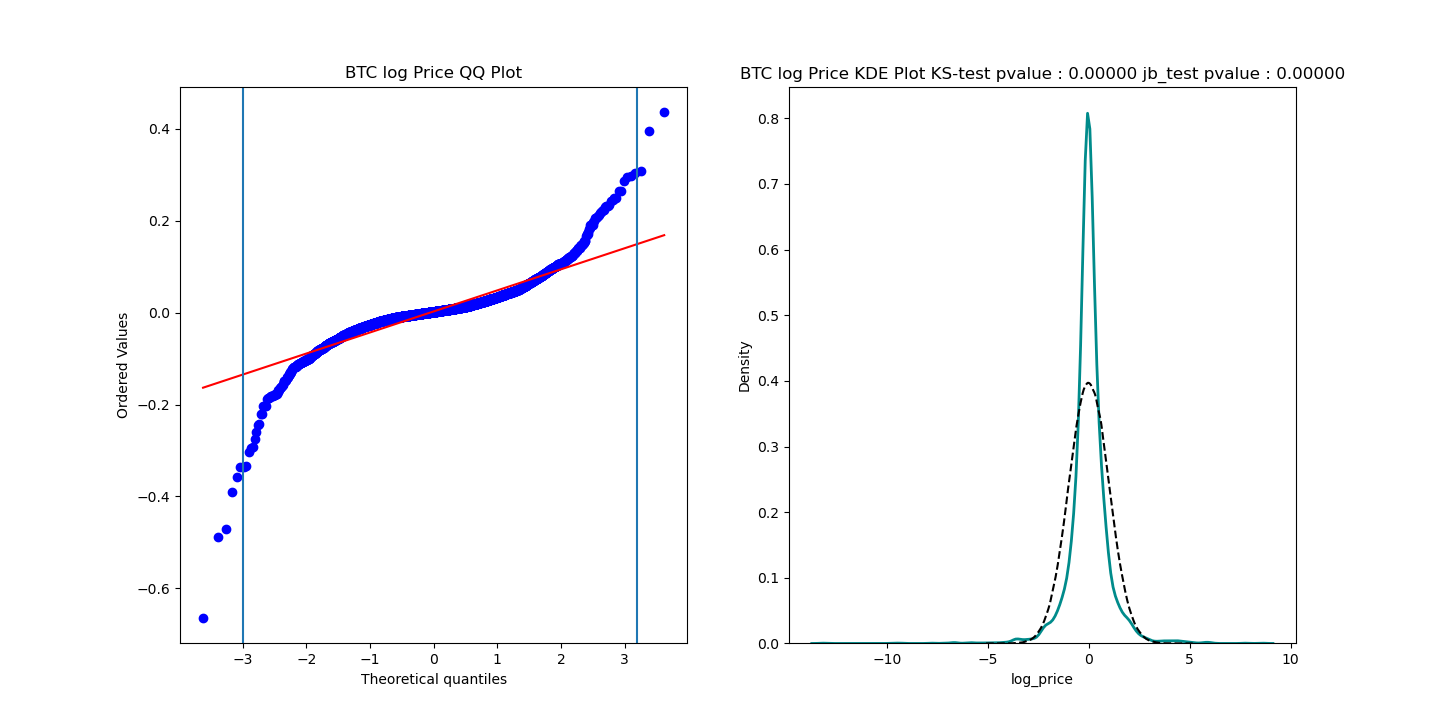 BTC log Price QQ Plot
Ordered Values
0.4
0.2
0.0
−0.2
−0.4
−0.6
−3 −2 −1 0 1 2 3
Theoretical quantiles
BTC log Price KDE Plot KS-test pvalue : 0.00000 jb_test pvalue : 0.00000
Density
0.8
0.7
0.6
0.5
0.4
0.3
0.2
0.1
0.0
−10 −5 0 5 10
log_price